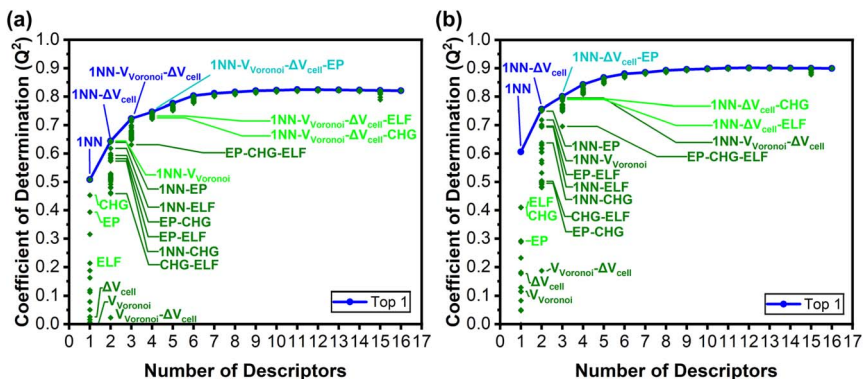 (a)
Coefficient of Determination (Q²)
1.0
0.9
0.8
0.7
0.6
0.5
0.4
0.3
0.2
0.1
0.0
1NN-V_Voronoi-ΔV_cell
1NN-V_Voronoi-ΔV_cell-EP
1NN-ΔV_cell
1NN
1NN-V_Voronoi-ΔV_cell-ELF
1NN-V_Voronoi-ΔV_cell-CHG
EP-CHG-ELF
1NN-V_Voronoi
1NN-EP
1NN-ELF
EP-CHG
EP-ELF
1NN-CHG
CHG-ELF
CHG
EP
ELF
ΔV_cell
V_Voronoi
V_Voronoi-ΔV_cell
Top 1
0 1 2 3 4 5 6 7 8 9 10 11 12 13 14 15 16 17
Number of Descriptors
(b)
Coefficient of Determination (Q²)
1.0
0.9
0.8
0.7
0.6
0.5
0.4
0.3
0.2
0.1
0.0
1NN-ΔV_cell-EP
1NN-ΔV_cell
1NN
1NN-ΔV_cell-CHG
1NN-ΔV_cell-ELF
1NN-V_Voronoi-ΔV_cell
EP-CHG-ELF
1NN-EP
1NN-V_Voronoi
EP-ELF
1NN-ELF
1NN-CHG
CHG-ELF
EP-CHG
ELF
CHG
EP
V_Voronoi-ΔV_cell
ΔV_cell
V_Voronoi
Top 1
0 1 2 3 4 5 6 7 8 9 10 11 12 13 14 15 16 17
Number of Descriptors